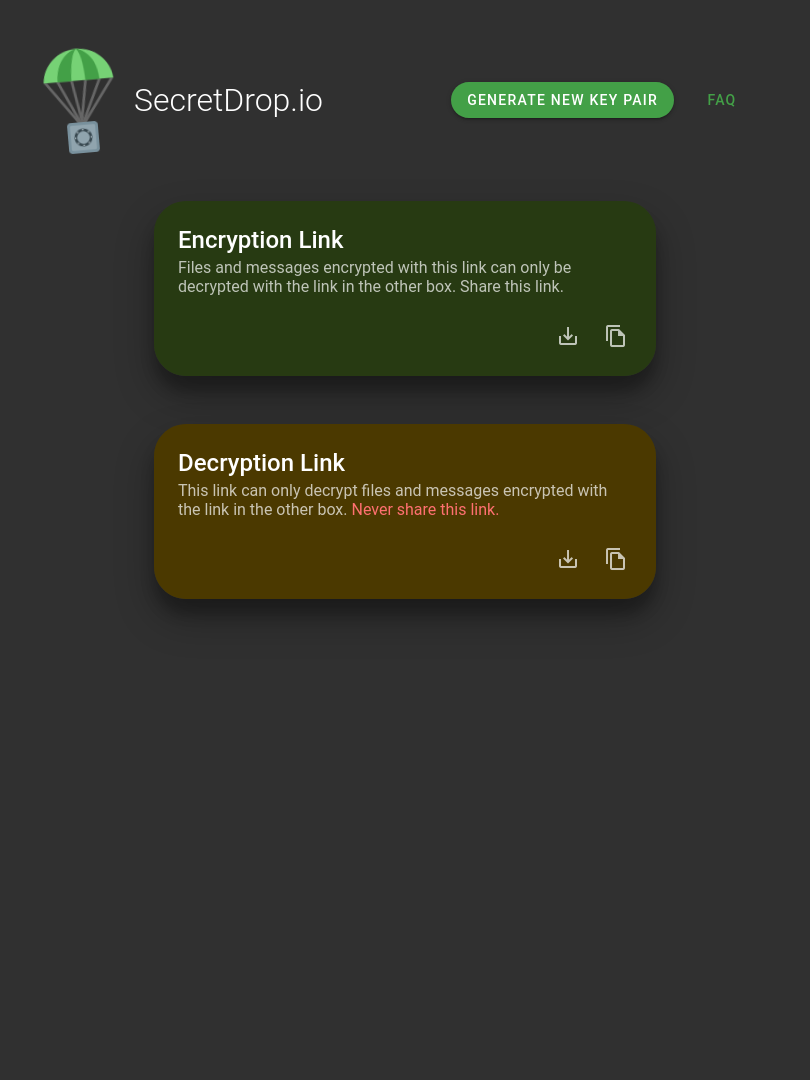 SecretDrop.io
GENERATE NEW KEY PAIR
FAQ
Encryption Link
Files and messages encrypted with this link can only be
decrypted with the link in the other box. Share this link.
Decryption Link
This link can only decrypt files and messages encrypted with
the link in the other box. Never share this link.